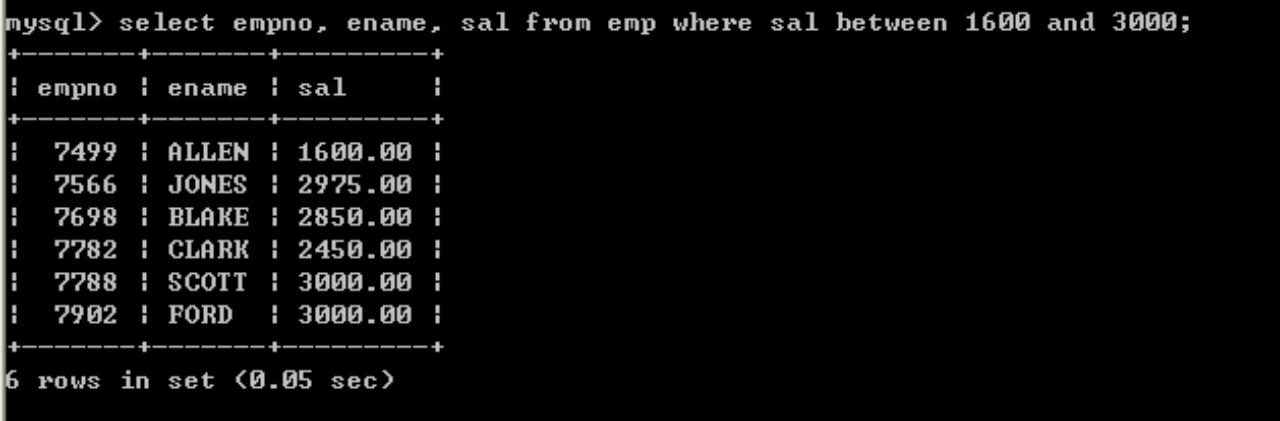 mysql> select empno, ename, sal from emp where sal between 1600 and 3000;
+-------+-------+---------+
| empno | ename | sal     |
+-------+-------+---------+
|  7499 | ALLEN | 1600.00 |
|  7566 | JONES | 2975.00 |
|  7698 | BLAKE | 2850.00 |
|  7782 | CLARK | 2450.00 |
|  7788 | SCOTT | 3000.00 |
|  7902 | FORD  | 3000.00 |
+-------+-------+---------+
6 rows in set (0.05 sec)